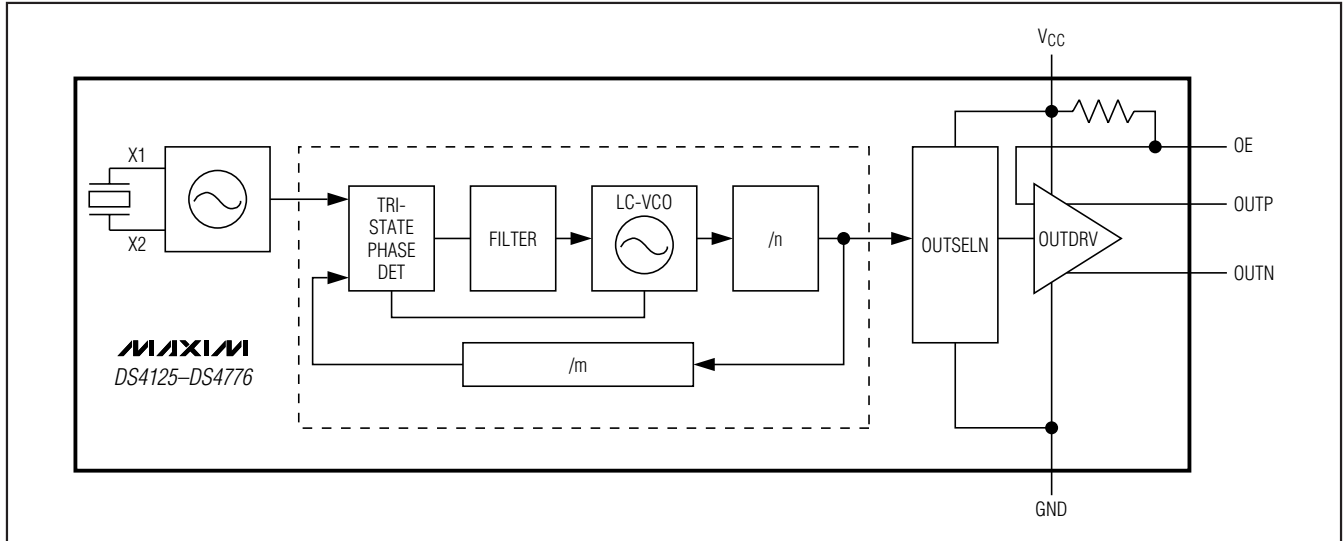 VCC
X1
X2
TRI-
STATE
PHASE
DET
FILTER
LC-VCO
/n
/m
OUTSELN
OUTDRV
OE
OUTP
OUTN
GND
MAXIM
DS4125–DS4776